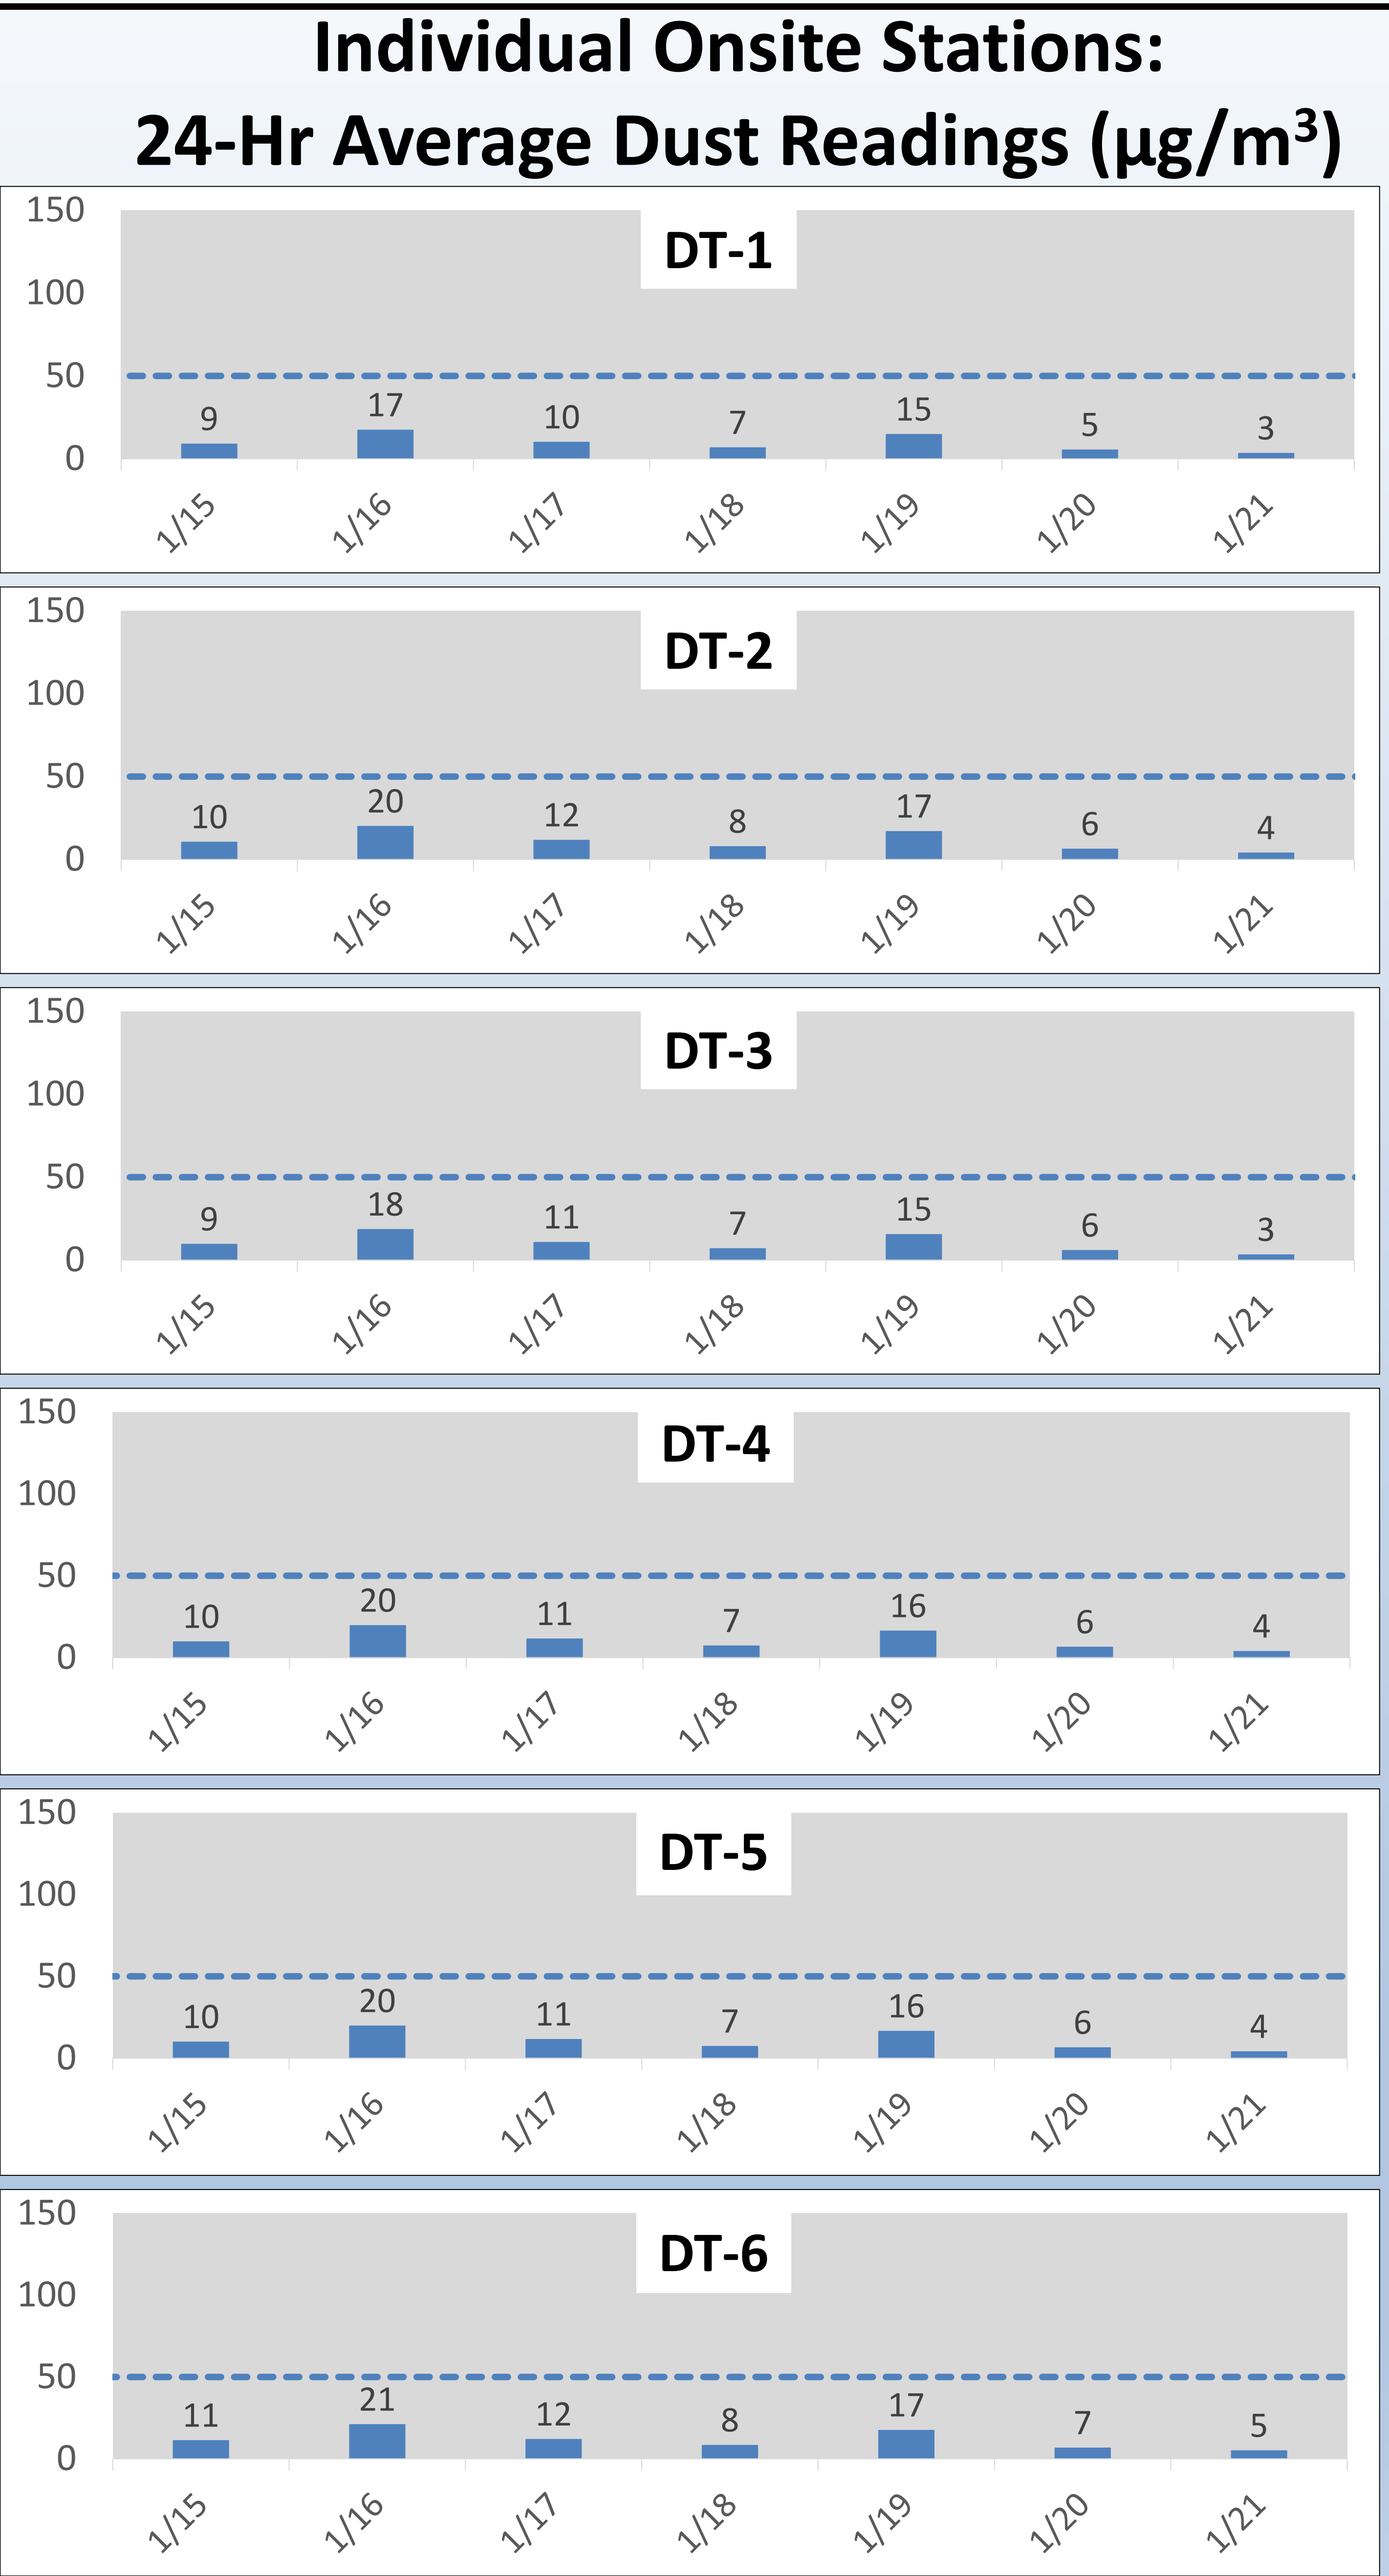 Individual Onsite Stations:
24-Hr Average Dust Readings (µg/m³)
DT-1
150
100
50
0
9 17 10 7 15 5 3
1/15 1/16 1/17 1/18 1/19 1/20 1/21
DT-2
150
100
50
0
10 20 12 8 17 6 4
1/15 1/16 1/17 1/18 1/19 1/20 1/21
DT-3
150
100
50
0
9 18 11 7 15 6 3
1/15 1/16 1/17 1/18 1/19 1/20 1/21
DT-4
150
100
50
0
10 20 11 7 16 6 4
1/15 1/16 1/17 1/18 1/19 1/20 1/21
DT-5
150
100
50
0
10 20 11 7 16 6 4
1/15 1/16 1/17 1/18 1/19 1/20 1/21
DT-6
150
100
50
0
11 21 12 8 17 7 5
1/15 1/16 1/17 1/18 1/19 1/20 1/21